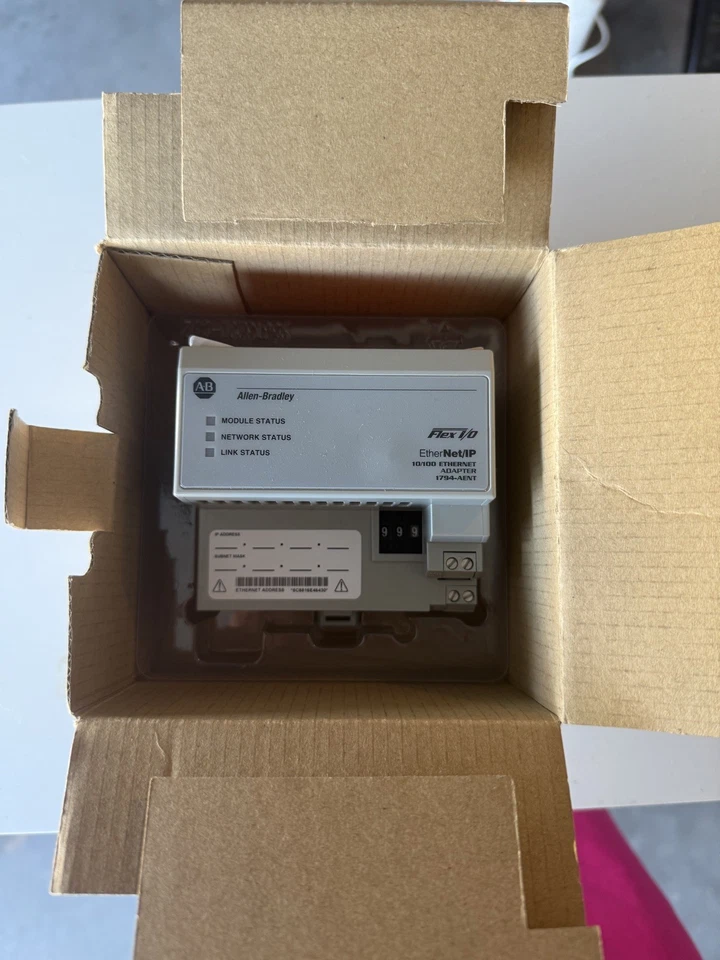 AB
Allen-Bradley
MODULE STATUS
NETWORK STATUS
LINK STATUS
Flex I/O
EtherNet/IP
10/100 ETHERNET
ADAPTER
1794-AENT
9 9 9
IP ADDRESS
SUBNET MASK
ETHERNET ADDRESS